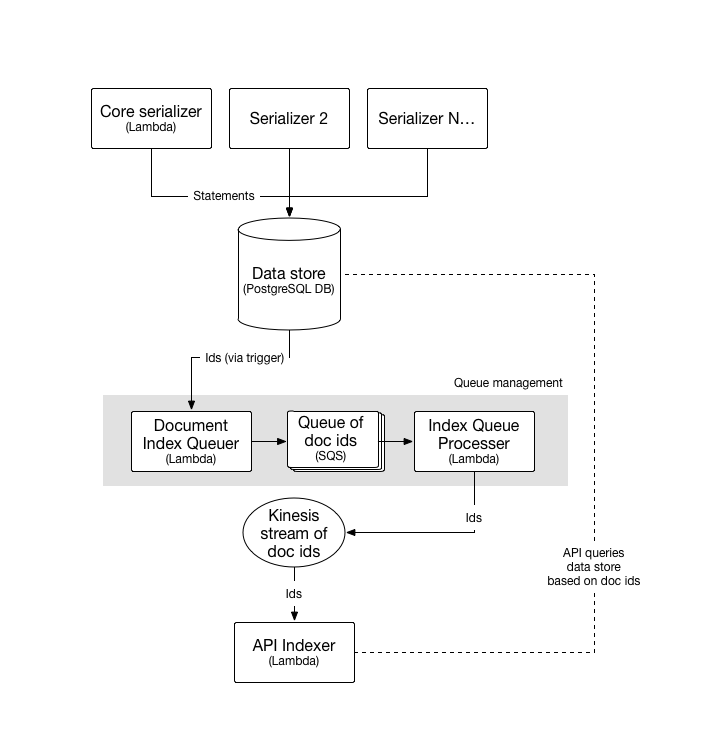 Core serializer
(Lambda)
Serializer 2
Serializer N...
Statements
Data store
(PostgreSQL DB)
Ids (via trigger)
Queue management
Document
Index Queuer
(Lambda)
Queue of
doc ids
(SQS)
Index Queue
Processer
(Lambda)
Ids
Kinesis
stream of
doc ids
API queries
data store
based on doc ids
Ids
API Indexer
(Lambda)